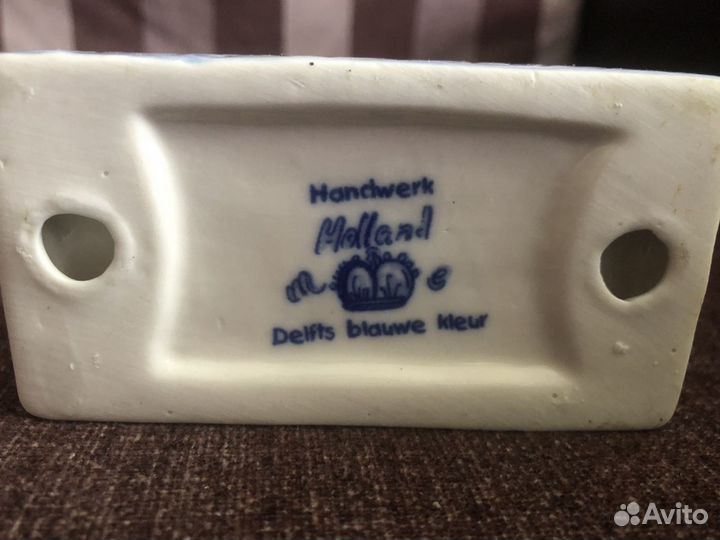 Handwerk
Holland
m e
Delfts blauwe kleur
Avito